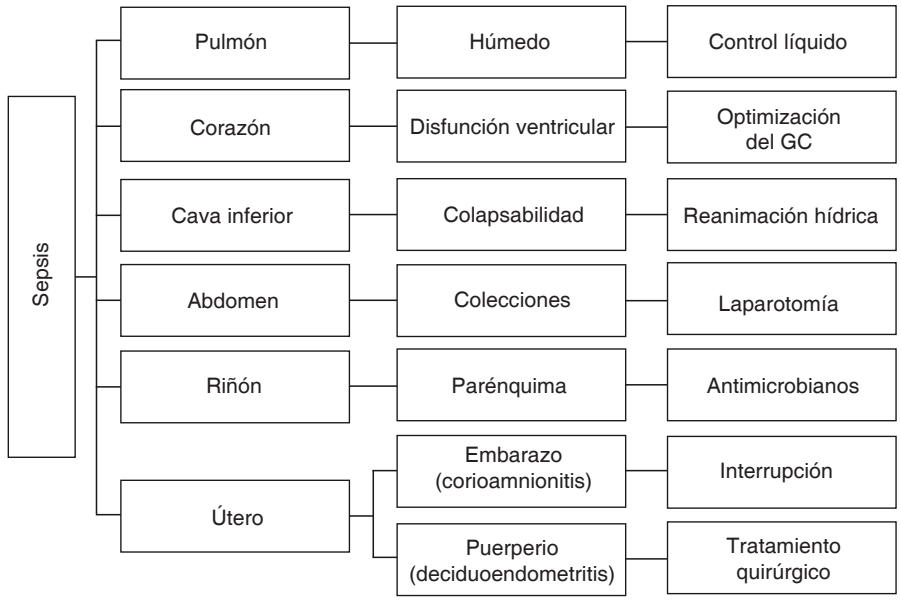 Sepsis
Pulmón
Húmedo
Control líquido
Corazón
Disfunción ventricular
Optimización
del GC
Cava inferior
Colapsabilidad
Reanimación hídrica
Abdomen
Colecciones
Laparotomía
Riñón
Parénquima
Antimicrobianos
Útero
Embarazo
(corioamnionitis)
Interrupción
Puerperio
(deciduoendometritis)
Tratamiento
quirúrgico